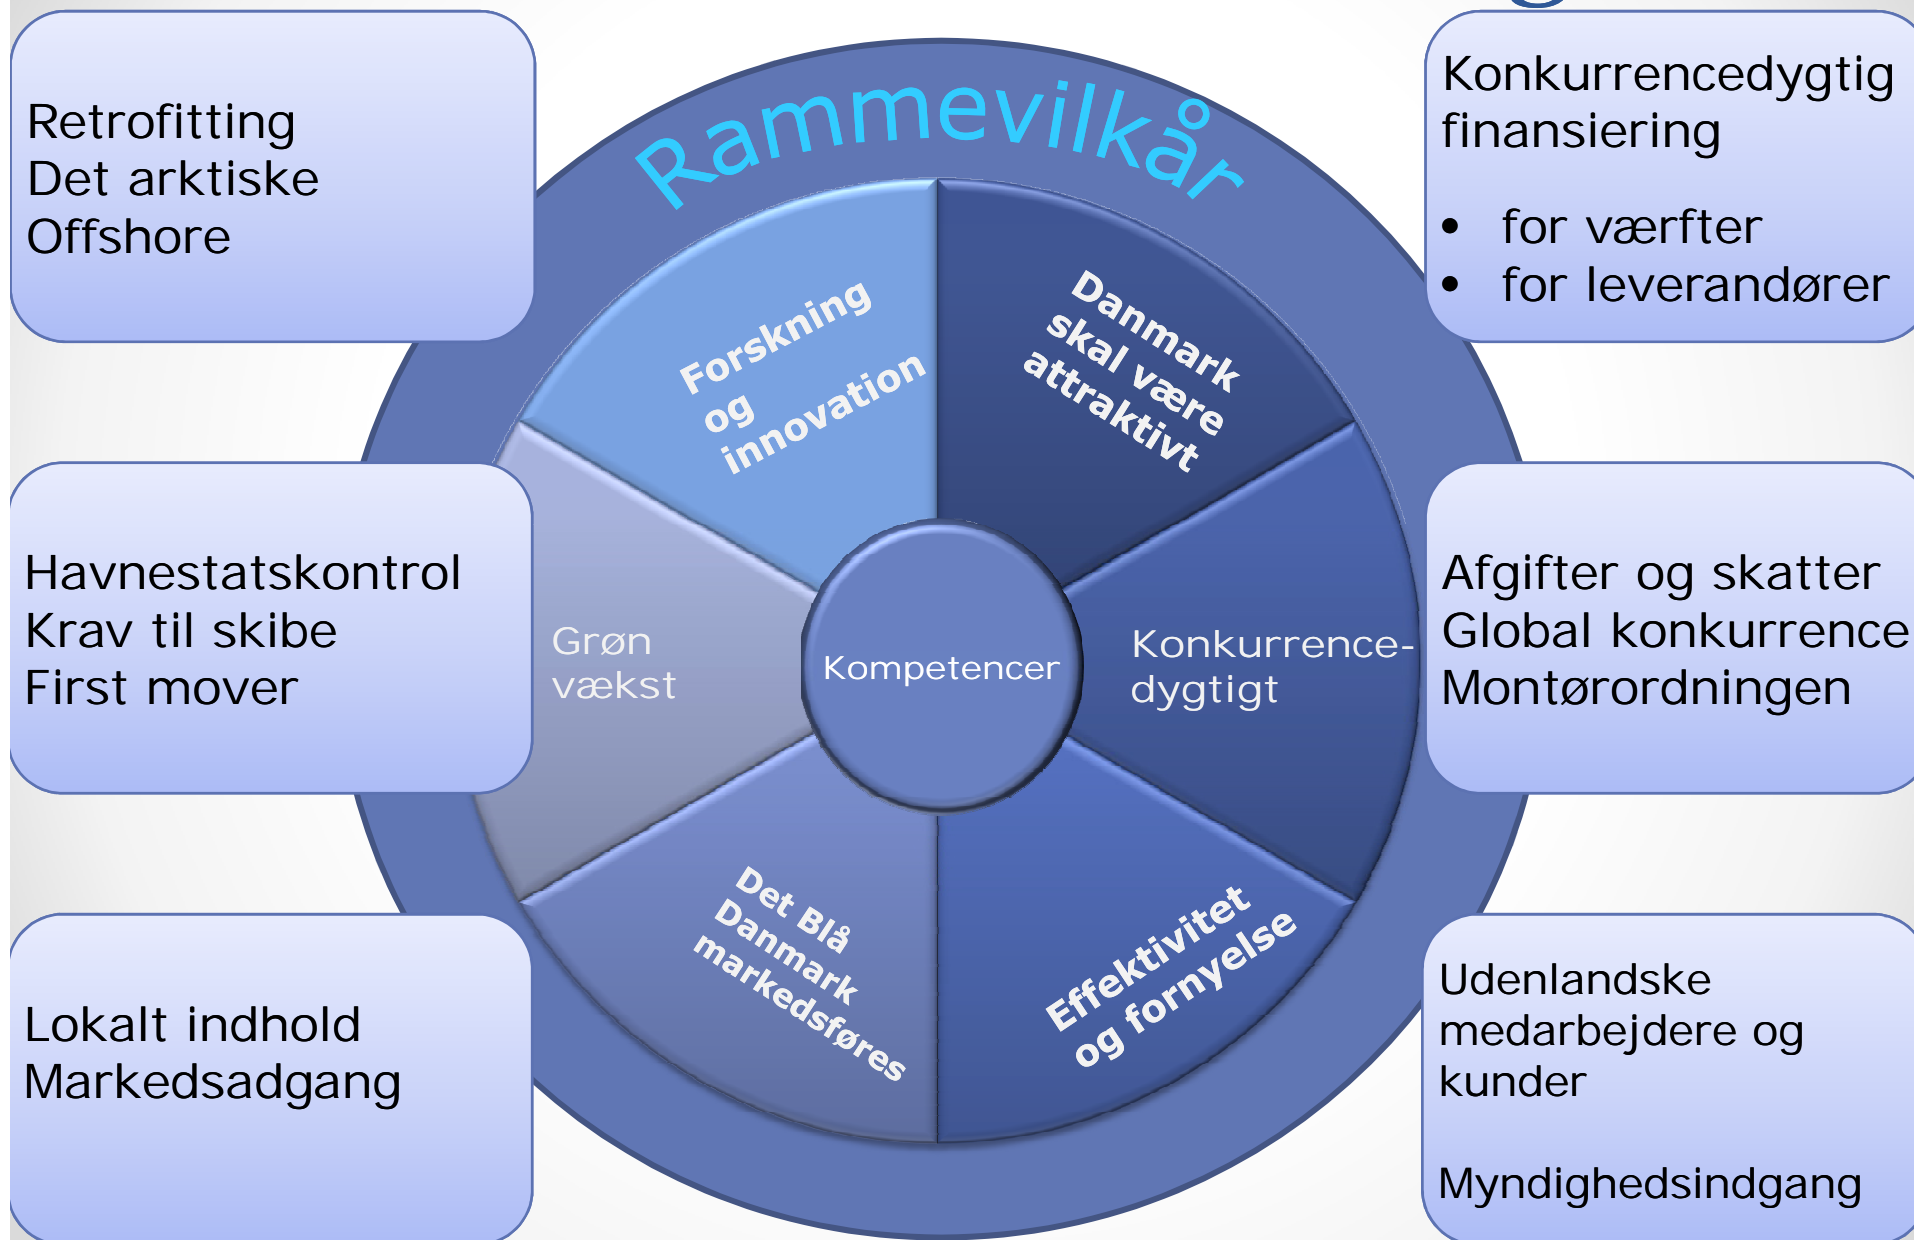 Rammevilkår
Retrofitting
Det arktiske
Offshore
Konkurrencedygtig
finansiering
• for værfter
• for leverandører
Forskning
og
innovation
Danmark
skal være
attraktivt
Havnestatskontrol
Krav til skibe
First mover
Grøn
vækst
Kompetencer
Konkurrence-
dygtigt
Afgifter og skatter
Global konkurrence
Montørordningen
Lokalt indhold
Markedsadgang
Det Blå
Danmark
markedsføres
Effektivitet
og fornyelse
Udenlandske
medarbejdere og
kunder
Myndighedsindgang